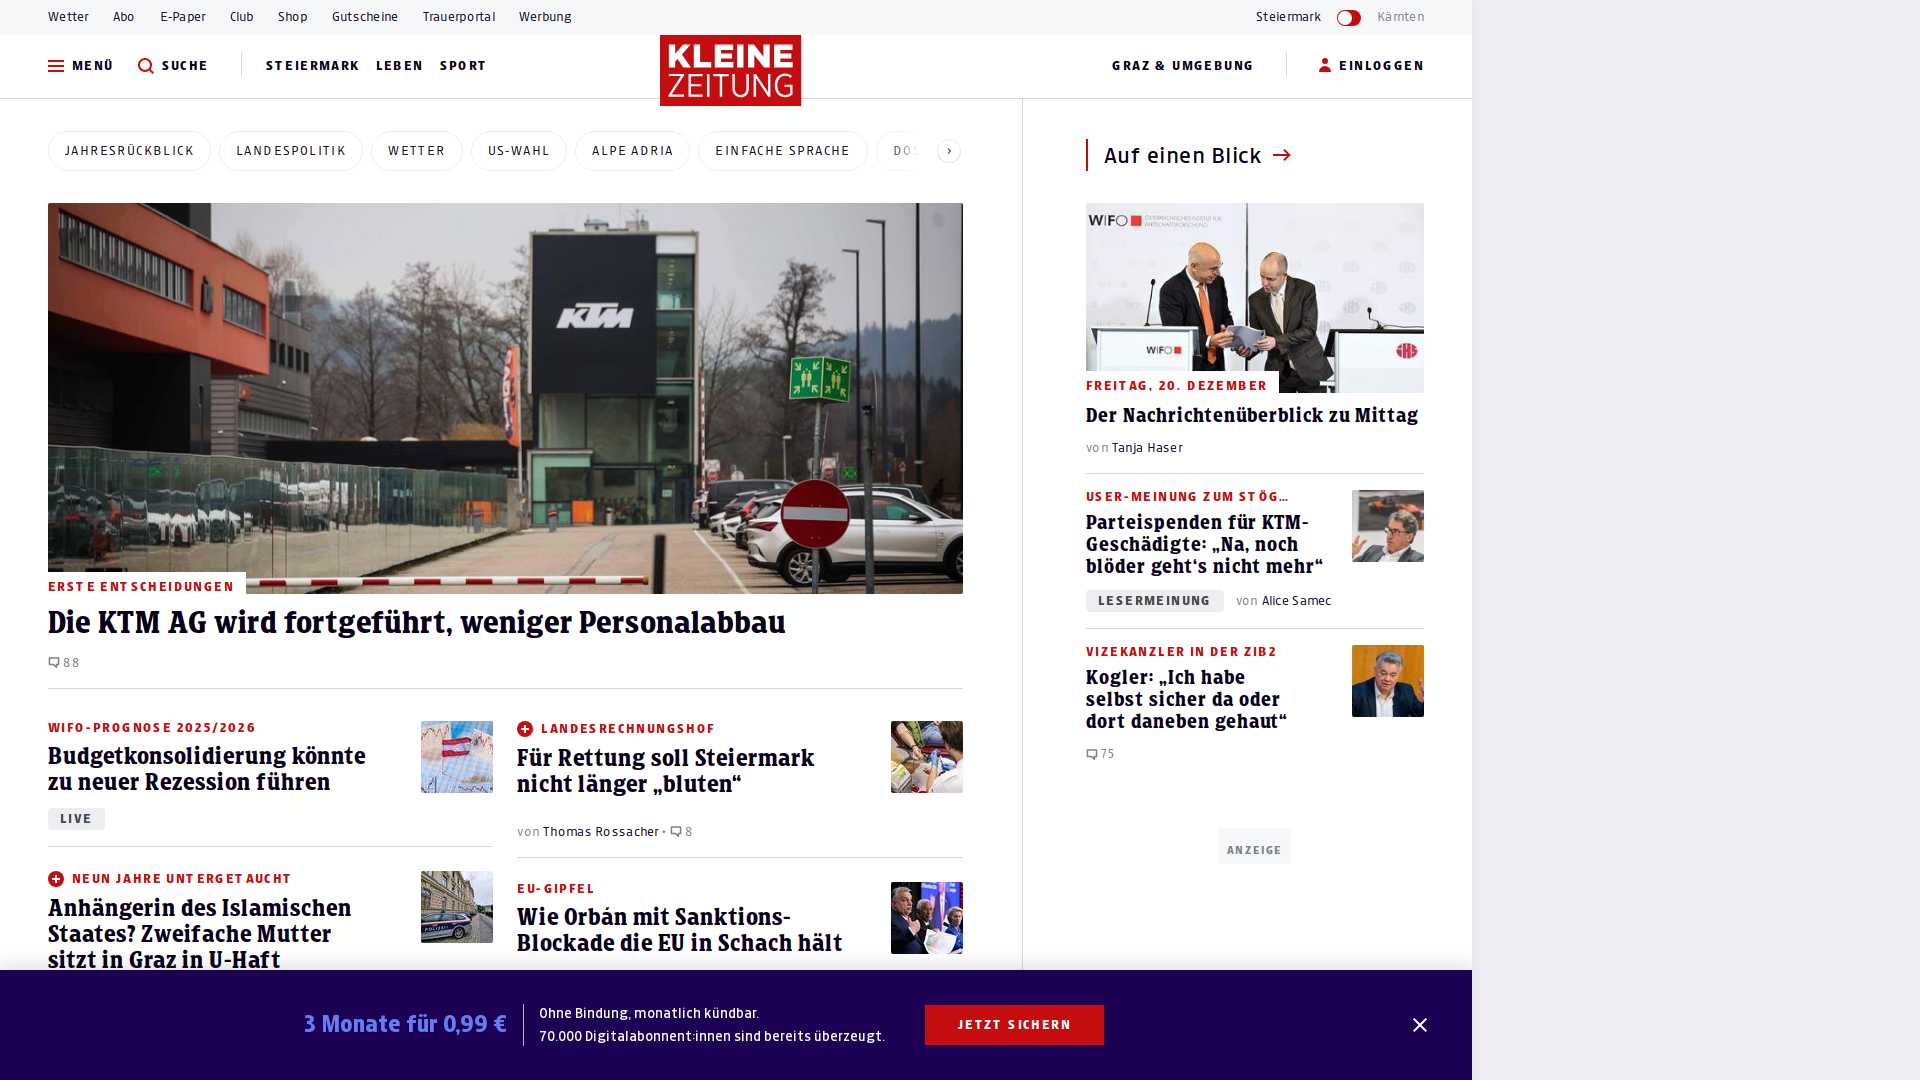 Wetter Abo E-Paper Club Shop Gutscheine Trauerportal Werbung
Steiermark Kärnten
MENÜ SUCHE STEIERMARK LEBEN SPORT
KLEINE
ZEITUNG
GRAZ & UMGEBUNG EINLOGGEN
JAHRESRÜCKBLICK LANDESPOLITIK WETTER US-WAHL ALPE ADRIA EINFACHE SPRACHE
KTM
ERSTE ENTSCHEIDUNGEN
Die KTM AG wird fortgeführt, weniger Personalabbau
88
WIFO-PROGNOSE 2025/2026
Budgetkonsolidierung könnte
zu neuer Rezession führen
LIVE
NEUN JAHRE UNTERGETAUCHT
Anhängerin des Islamischen
Staates? Zweifache Mutter
sitzt in Graz in U-Haft
POLIZEI
LANDESRECHNUNGSHOF
Für Rettung soll Steiermark
nicht länger „bluten“
von Thomas Rossacher • 8
EU-GIPFEL
Wie Orbán mit Sanktions-
Blockade die EU in Schach hält
Auf einen Blick
WIFO ÖSTERREICHISCHES INSTITUT FÜR
WIRTSCHAFTSFORSCHUNG
WIFO
IHS
FREITAG, 20. DEZEMBER
Der Nachrichtenüberblick zu Mittag
von Tanja Haser
USER-MEINUNG ZUM STÖG...
Parteispenden für KTM-
Geschädigte: „Na, noch
blöder geht‘s nicht mehr“
LESERMEINUNG von Alice Samec
VIZEKANZLER IN DER ZIB2
Kogler: „Ich habe
selbst sicher da oder
dort daneben gehaut“
75
ANZEIGE
3 Monate für 0,99 €
Ohne Bindung, monatlich kündbar.
70.000 Digitalabonnent:innen sind bereits überzeugt.
JETZT SICHERN